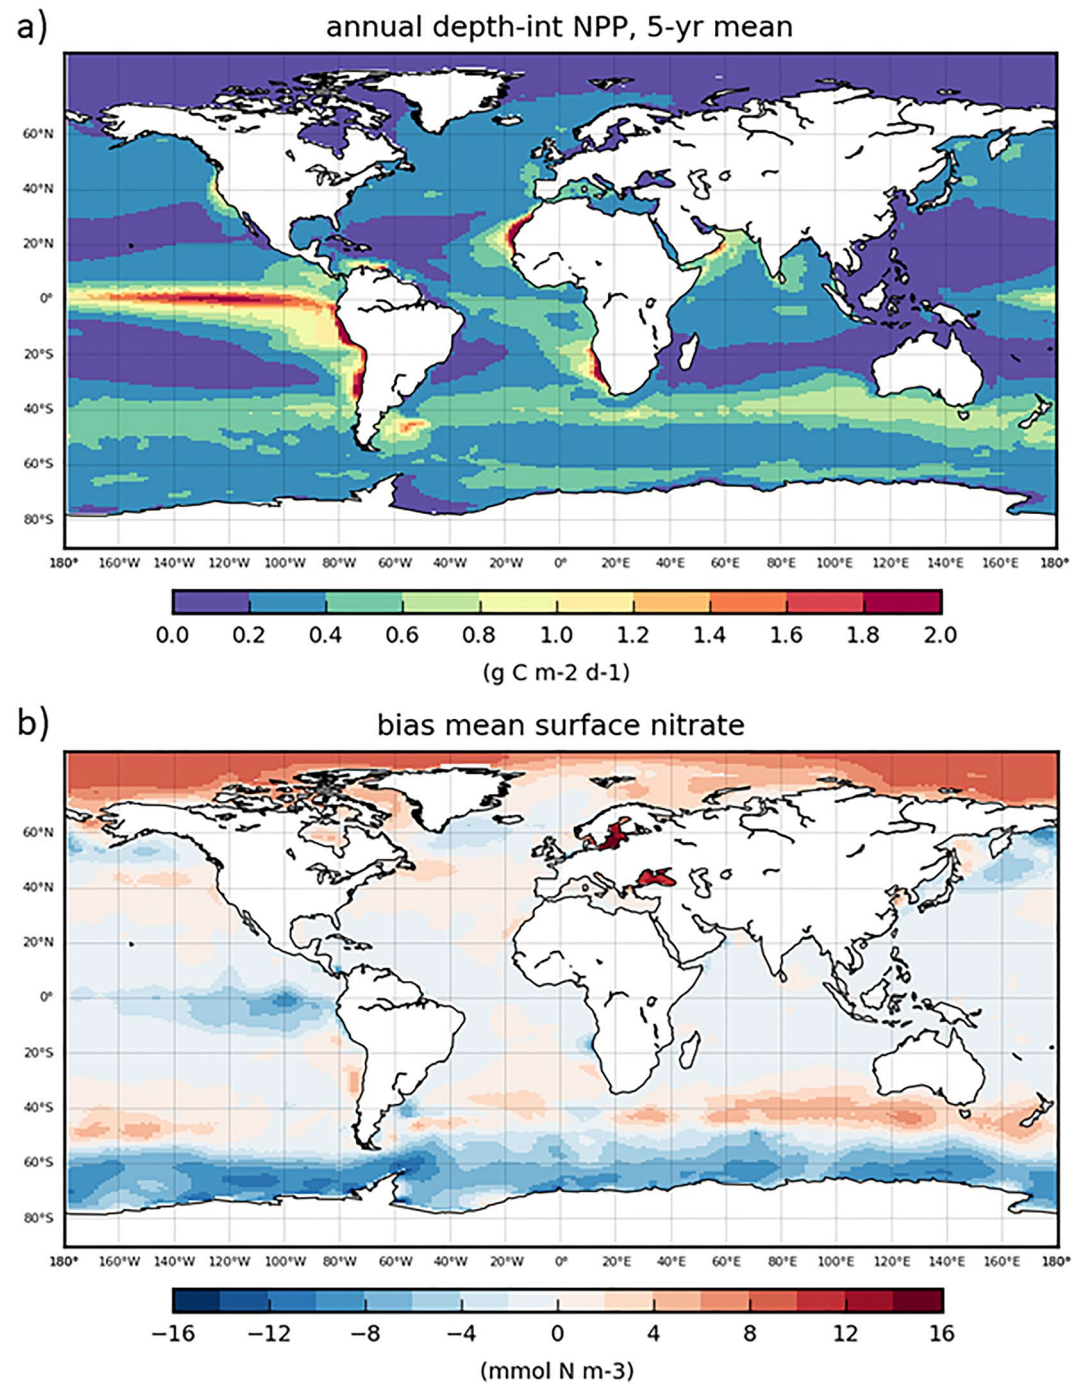 a)
annual depth-int NPP, 5-yr mean
60°N
40°N
20°N
0°
20°S
40°S
60°S
80°S
180° 160°W 140°W 120°W 100°W 80°W 60°W 40°W 20°W 0° 20°E 40°E 60°E 80°E 100°E 120°E 140°E 160°E 180°
0.0 0.2 0.4 0.6 0.8 1.0 1.2 1.4 1.6 1.8 2.0
(g C m-2 d-1)
b)
bias mean surface nitrate
60°N
40°N
20°N
0°
20°S
40°S
60°S
80°S
180° 160°W 140°W 120°W 100°W 80°W 60°W 40°W 20°W 0° 20°E 40°E 60°E 80°E 100°E 120°E 140°E 160°E 180°
−16 −12 −8 −4 0 4 8 12 16
(mmol N m-3)